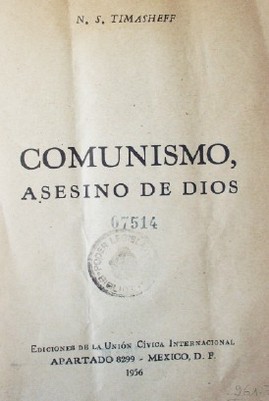 N. S. TIMASHEFF
COMUNISMO,
ASESINO DE DIOS
07514
EDICIONES DE LA UNIÓN CÍVICA INTERNACIONAL
APARTADO 8299 - MEXICO, D. F.
1956